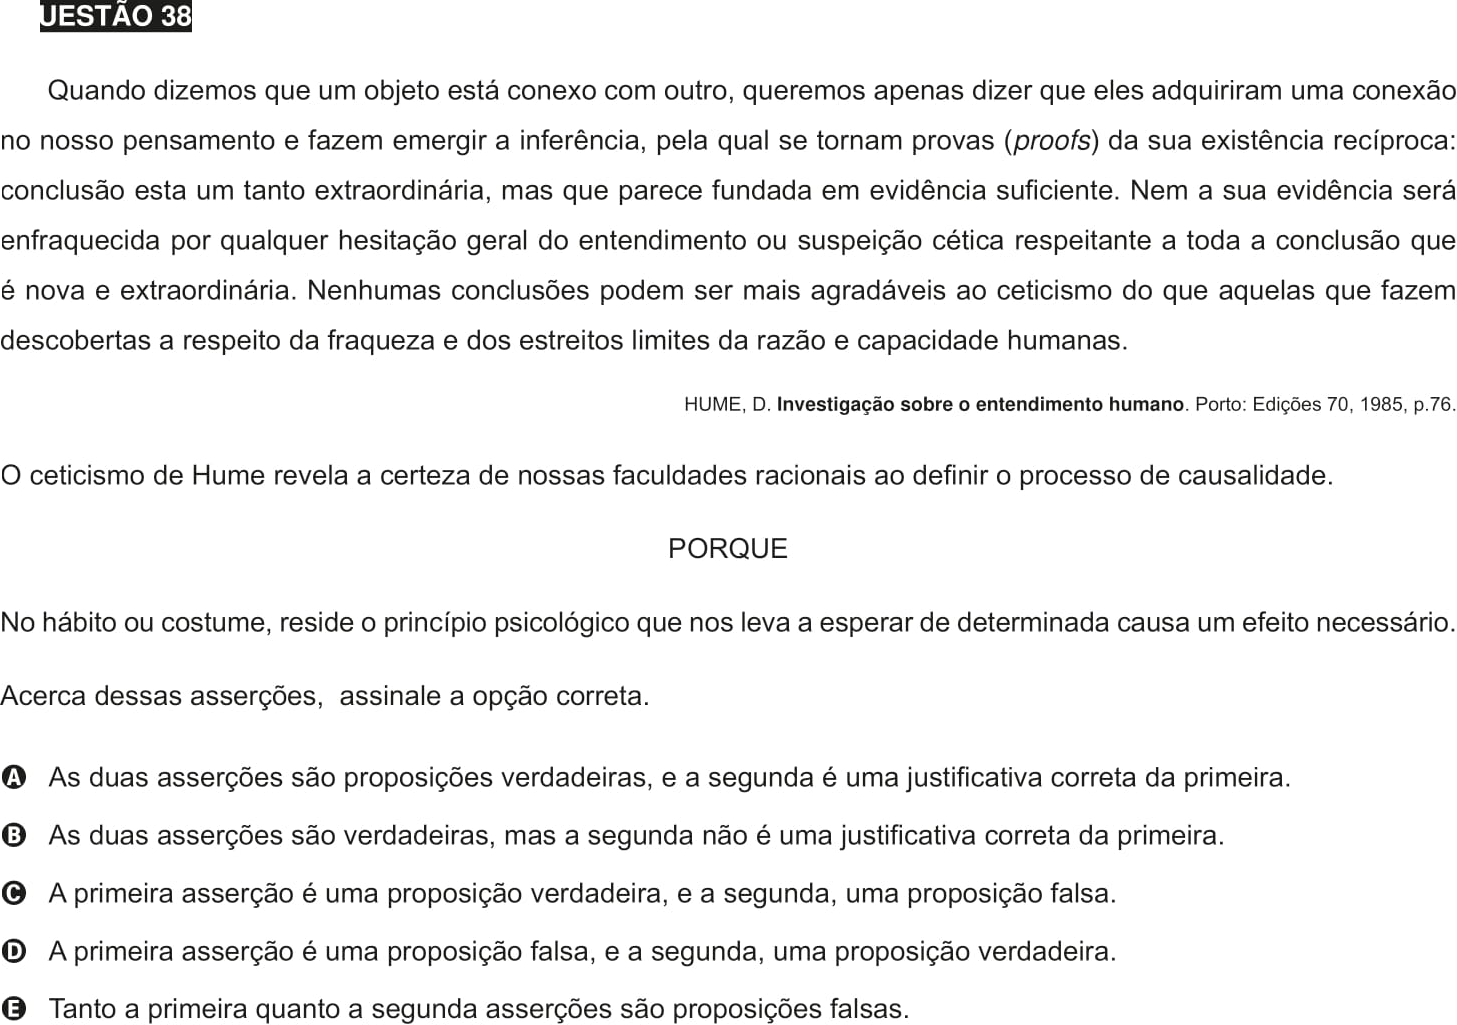 UESTÃO 38
Quando dizemos que um objeto está conexo com outro, queremos apenas dizer que eles adquiriram uma conexão
no nosso pensamento e fazem emergir a inferência, pela qual se tornam provas (proofs) da sua existência recíproca:
conclusão esta um tanto extraordinária, mas que parece fundada em evidência suficiente. Nem a sua evidência será
enfraquecida por qualquer hesitação geral do entendimento ou suspeição cética respeitante a toda a conclusão que
é nova e extraordinária. Nenhumas conclusões podem ser mais agradáveis ao ceticismo do que aquelas que fazem
descobertas a respeito da fraqueza e dos estreitos limites da razão e capacidade humanas.
HUME, D. Investigação sobre o entendimento humano. Porto: Edições 70, 1985, p.76.
O ceticismo de Hume revela a certeza de nossas faculdades racionais ao definir o processo de causalidade.
PORQUE
No hábito ou costume, reside o princípio psicológico que nos leva a esperar de determinada causa um efeito necessário.
Acerca dessas asserções,  assinale a opção correta.
A As duas asserções são proposições verdadeiras, e a segunda é uma justificativa correta da primeira.
B As duas asserções são verdadeiras, mas a segunda não é uma justificativa correta da primeira.
C A primeira asserção é uma proposição verdadeira, e a segunda, uma proposição falsa.
D A primeira asserção é uma proposição falsa, e a segunda, uma proposição verdadeira.
E Tanto a primeira quanto a segunda asserções são proposições falsas.